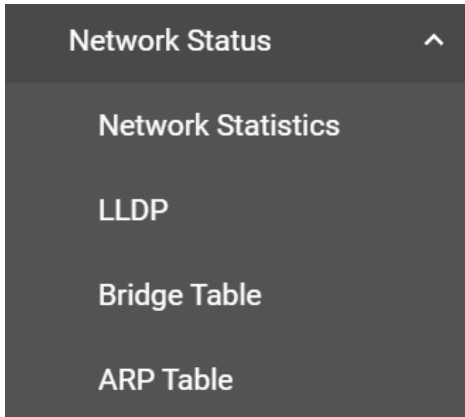 Network Status
Network Statistics
LLDP
Bridge Table
ARP Table